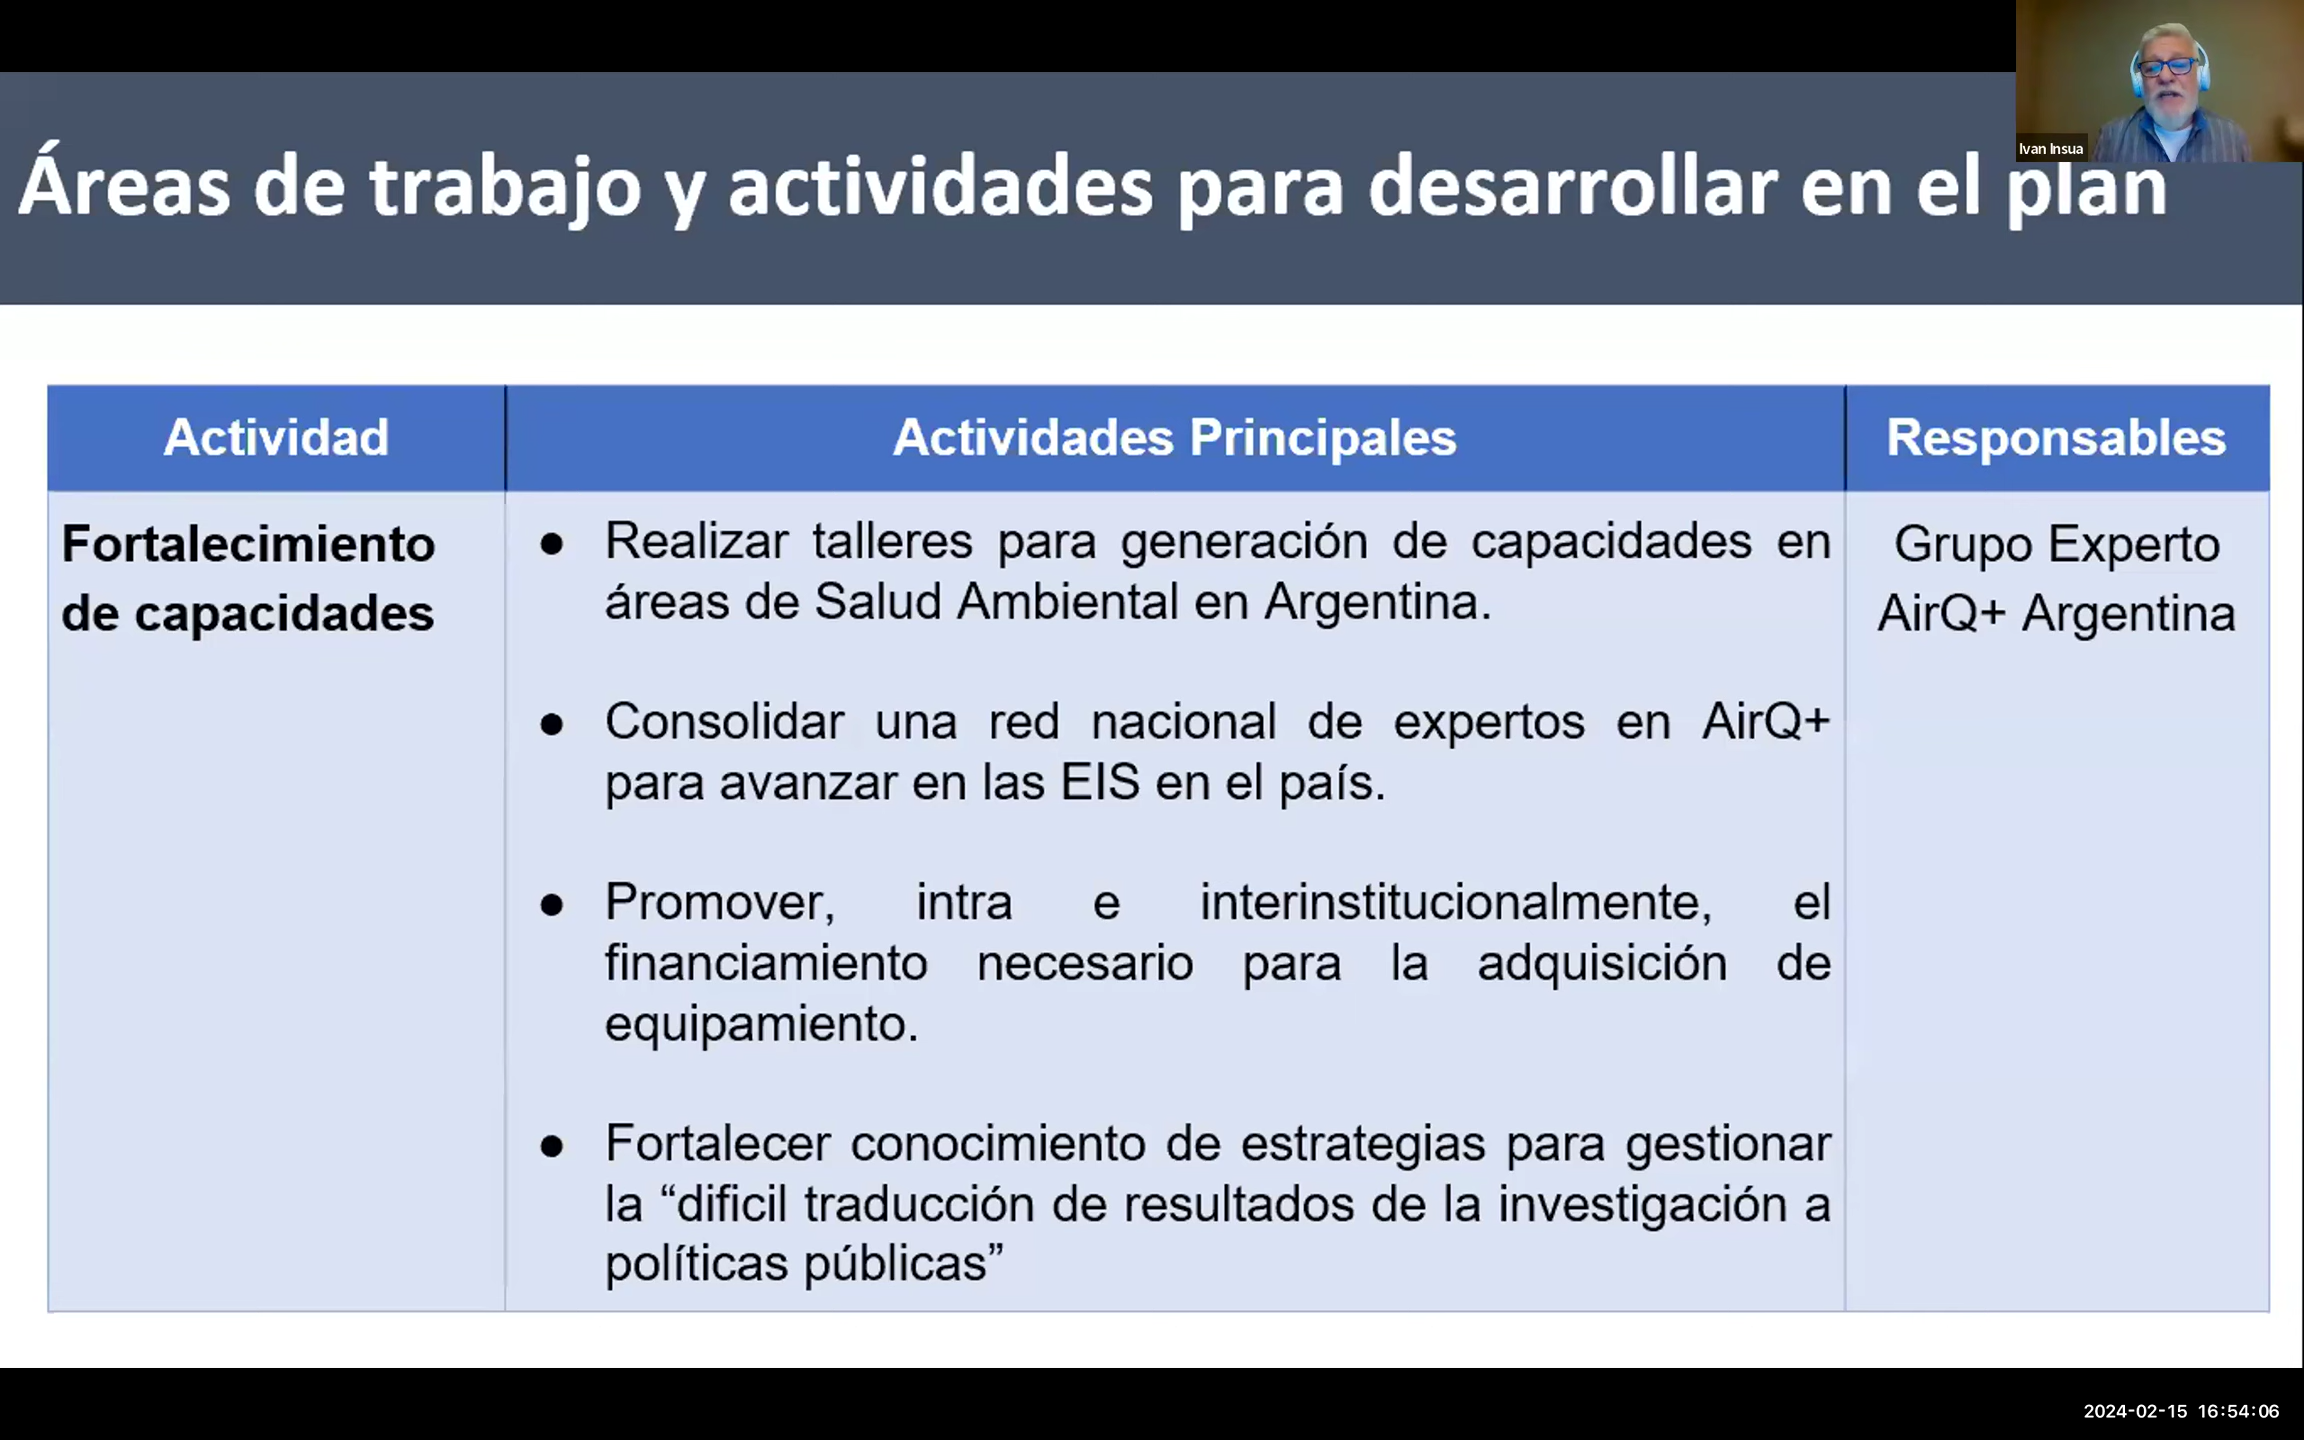 Ivan Insua
Áreas de trabajo y actividades para desarrollar en el plan
Actividad
Actividades Principales
Responsables
Fortalecimiento
de capacidades
● Realizar talleres para generación de capacidades en
áreas de Salud Ambiental en Argentina.
● Consolidar una red nacional de expertos en AirQ+
para avanzar en las EIS en el país.
● Promover, intra e interinstitucionalmente, el
financiamiento necesario para la adquisición de
equipamiento.
● Fortalecer conocimiento de estrategias para gestionar
la “dificil traducción de resultados de la investigación a
políticas públicas”
Grupo Experto
AirQ+ Argentina
2024-02-15 16:54:06